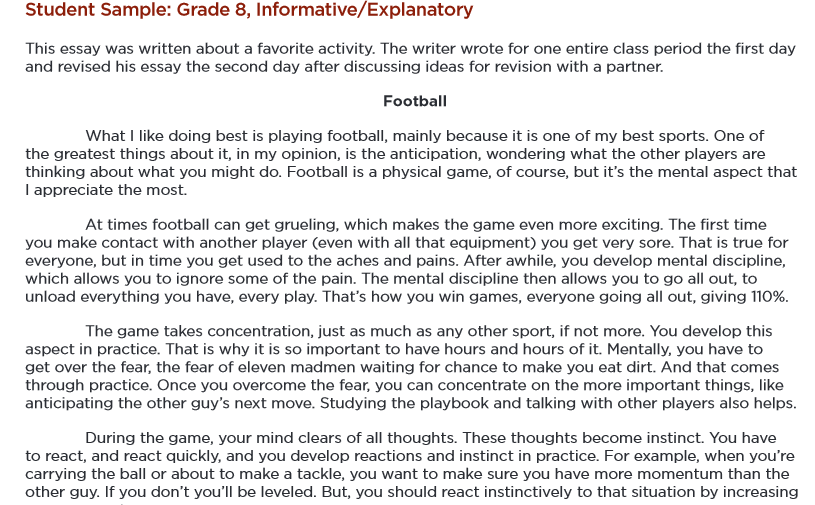 Student Sample: Grade 8, Informative/Explanatory
This essay was written about a favorite activity. The writer wrote for one entire class period the first day
and revised his essay the second day after discussing ideas for revision with a partner.
Football
What I like doing best is playing football, mainly because it is one of my best sports. One of
the greatest things about it, in my opinion, is the anticipation, wondering what the other players are
thinking about what you might do. Football is a physical game, of course, but it's the mental aspect that
I appreciate the most.
At times football can get grueling, which makes the game even more exciting. The first time
you make contact with another player (even with all that equipment) you get very sore. That is true for
everyone, but in time you get used to the aches and pains. After awhile, you develop mental discipline,
which allows you to ignore some of the pain. The mental discipline then allows you to go all out, to
unload everything you have, every play. That's how you win games, everyone going all out, giving 110%.
The game takes concentration, just as much as any other sport, if not more. You develop this
aspect in practice. That is why it is so important to have hours and hours of it. Mentally, you have to
get over the fear, the fear of eleven madmen waiting for chance to make you eat dirt. And that comes
through practice. Once you overcome the fear, you can concentrate on the more important things, like
anticipating the other guy's next move. Studying the playbook and talking with other players also helps.
During the game, your mind clears of all thoughts. These thoughts become instinct. You have
to react, and react quickly, and you develop reactions and instinct in practice. For example, when you're
carrying the ball or about to make a tackle, you want to make sure you have more momentum than the
other guy. If you don't you'll be leveled. But, you should react instinctively to that situation by increasing